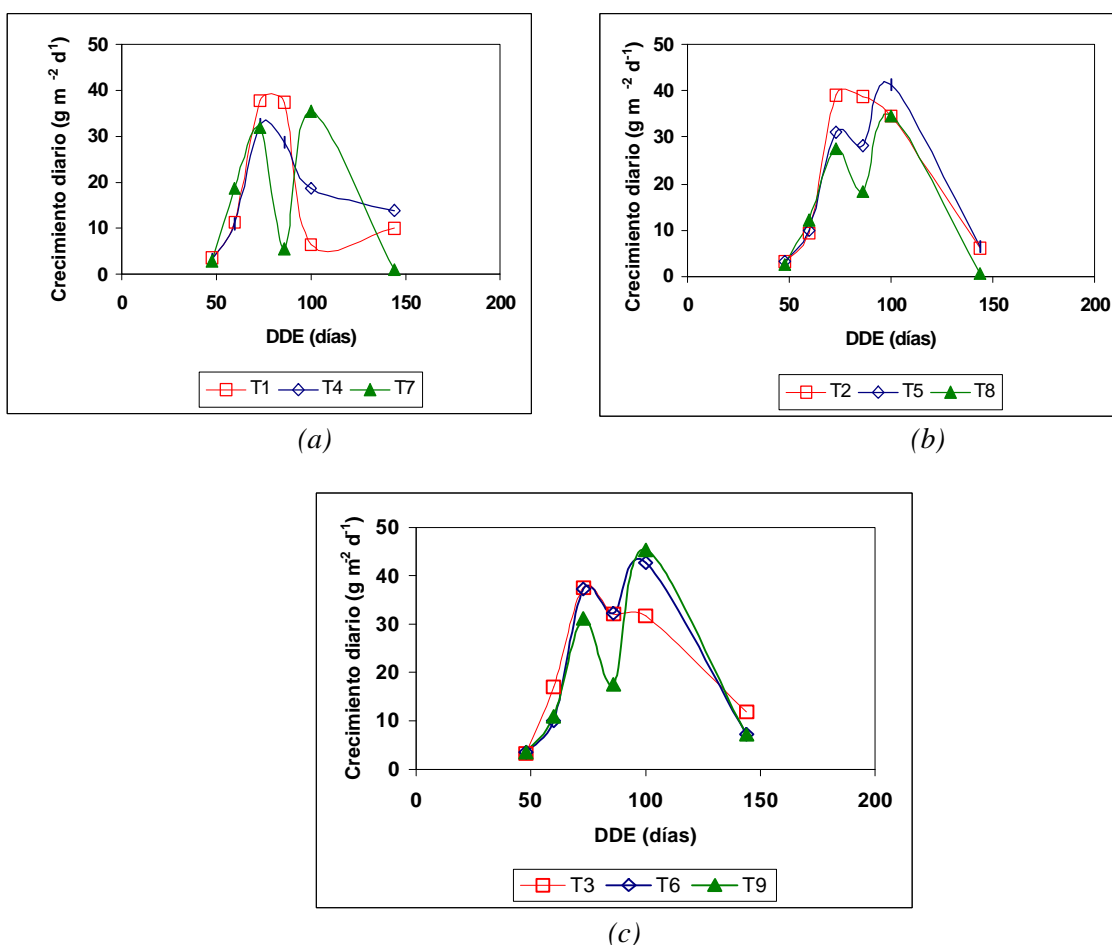 Crecimiento diario (g m ⁻² d⁻¹)
50
40
30
20
10
0
0 50 100 150 200
DDE (días)
T1 T4 T7
(a)
Crecimiento diario (g m ⁻² d⁻¹)
50
40
30
20
10
0
0 50 100 150 200
DDE (días)
T2 T5 T8
(b)
Crecimiento diario (g m⁻² d⁻¹)
50
40
30
20
10
0
0 50 100 150 200
DDE (días)
T3 T6 T9
(c)